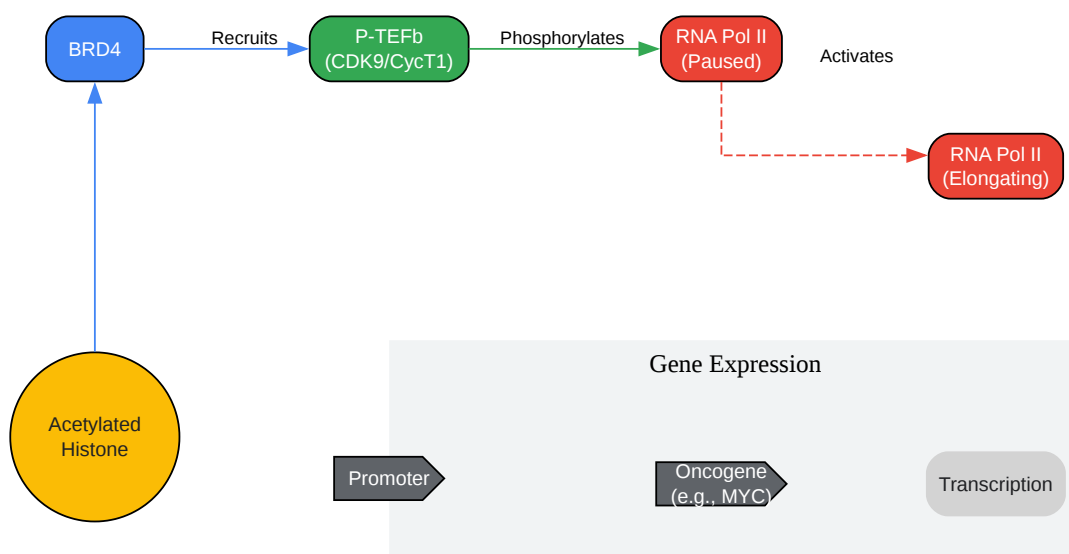 BRD4
Recruits
P-TEFb
(CDK9/CycT1)
Phosphorylates
RNA Pol II
(Paused)
Activates
RNA Pol II
(Elongating)
Gene Expression
Acetylated
Histone
Promoter
Oncogene
(e.g., MYC)
Transcription